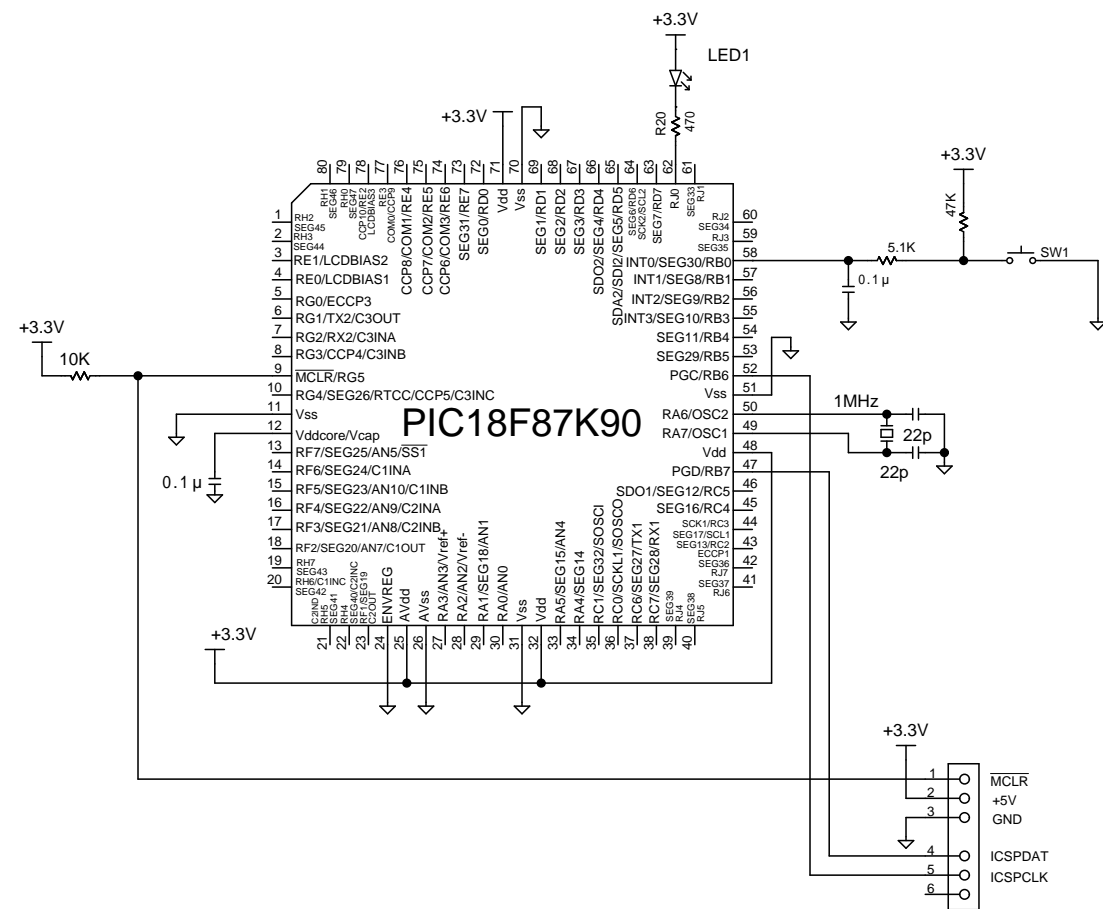 +3.3V
LED1
R20
470
+3.3V
+3.3V
47K
5.1K
SW1
0.1µ
80
79
78
77
76
75
74
73
72
71
70
69
68
67
66
65
64
63
62
61
RH1
SEG46
RH0
SEG47
CCP10/RE2
LCDBIAS3
RE3
COM0/CCP9
CCP8/COM1/RE4
CCP7/COM2/RE5
CCP6/COM3/RE6
SEG31/RE7
SEG0/RD0
Vdd
Vss
SEG1/RD1
SEG2/RD2
SEG3/RD3
SDO2/SEG4/RD4
SDA2/SDI2/SEG5/RD5
SEG6/RD6
SCK2/SCL2
SEG7/RD7
RJ0
SEG33
RJ1
1 RH2
SEG45
2 RH3
SEG44
3 RE1/LCDBIAS2
4 RE0/LCDBIAS1
5 RG0/ECCP3
6 RG1/TX2/C3OUT
7 RG2/RX2/C3INA
8 RG3/CCP4/C3INB
+3.3V
10K
9 MCLR/RG5
10 RG4/SEG26/RTCC/CCP5/C3INC
11 Vss
12 Vddcore/Vcap
13 RF7/SEG25/AN5/SS1
0.1µ
14 RF6/SEG24/C1INA
15 RF5/SEG23/AN10/C1INB
16 RF4/SEG22/AN9/C2INA
17 RF3/SEG21/AN8/C2INB
18 RF2/SEG20/AN7/C1OUT
19 RH7
SEG43
20 RH6/C1INC
SEG42
PIC18F87K90
RJ2 60
SEG34
RJ3 59
SEG35
INT0/SEG30/RB0 58
INT1/SEG8/RB1 57
INT2/SEG9/RB2 56
INT3/SEG10/RB3 55
SEG11/RB4 54
SEG29/RB5 53
PGC/RB6 52
Vss 51
RA6/OSC2 50
RA7/OSC1 49
Vdd 48
PGD/RB7 47
SDO1/SEG12/RC5 46
SEG16/RC4 45
SCK1/RC3 44
SEG17/SCL1
SEG13/RC2 43
ECCP1
SEG36 42
RJ7
SEG37 41
RJ6
1MHz
22p
22p
C2IND
RH5
SEG41
RH4
SEG40/C2INC
RF1/SEG19
C2OUT
ENVREG
AVdd
AVss
RA3/AN3/Vref+
RA2/AN2/Vref-
RA1/SEG18/AN1
RA0/AN0
Vss
Vdd
RA5/SEG15/AN4
RA4/SEG14
RC1/SEG32/SOSCI
RC0/SCKL1/SOSCO
RC6/SEG27/TX1
RC7/SEG28/RX1
SEG39
RJ4
SEG38
RJ5
21
22
23
24
25
26
27
28
29
30
31
32
33
34
35
36
37
38
39
40
+3.3V
+3.3V
1 MCLR
2 +5V
3 GND
4 ICSPDAT
5 ICSPCLK
6